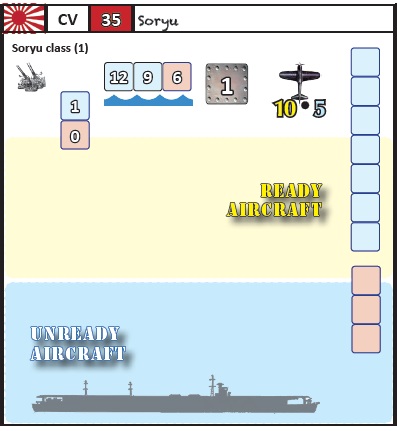 CV 35 Soryu
Soryu class (1)
12 9 6
1
10 • 5
1
0
READY
AIRCRAFT
UNREADY
AIRCRAFT